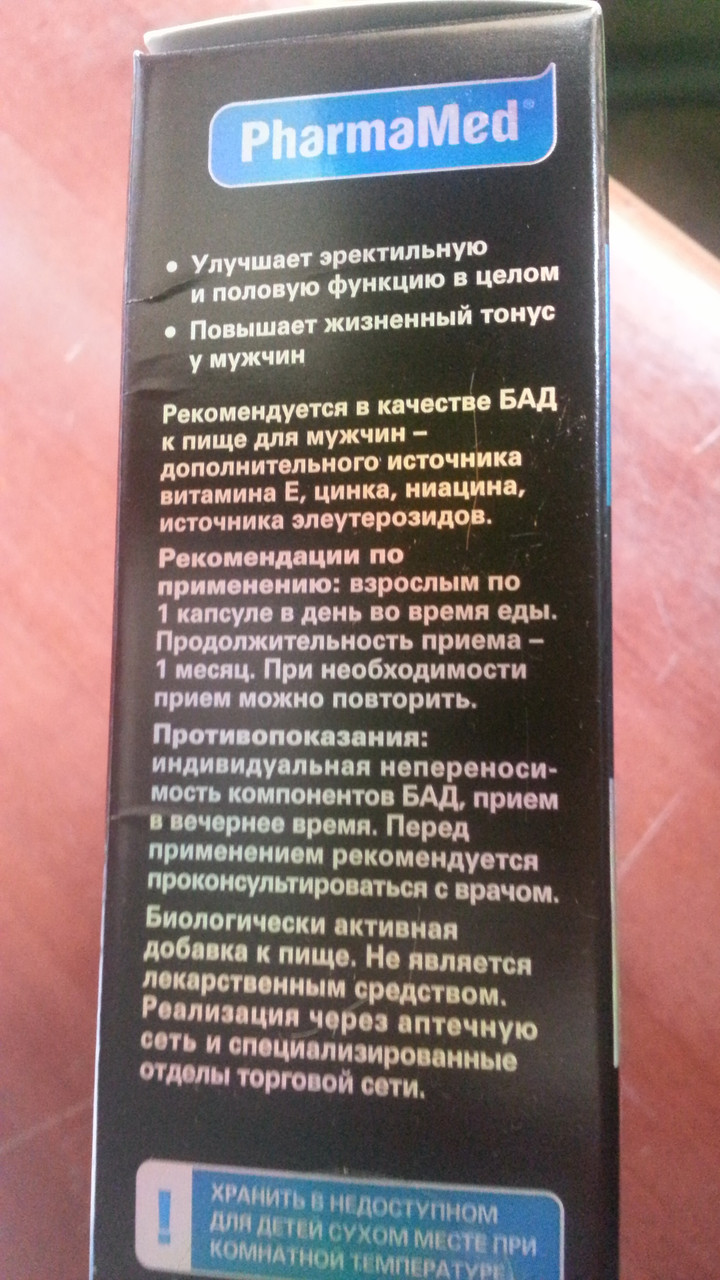 PharmaMed®
• Улучшает эректильную
и половую функцию в целом
• Повышает жизненный тонус
у мужчин
Рекомендуется в качестве БАД
к пище для мужчин –
дополнительного источника
витамина Е, цинка, ниацина,
источника элеутерозидов.
Рекомендации по
применению: взрослым по
1 капсуле в день во время еды.
Продолжительность приема –
1 месяц. При необходимости
прием можно повторить.
Противопоказания:
индивидуальная непереноси-
мость компонентов БАД, прием
в вечернее время. Перед
применением рекомендуется
проконсультироваться с врачом.
Биологически активная
добавка к пище. Не является
лекарственным средством.
Реализация через аптечную
сеть и специализированные
отделы торговой сети.
!
ХРАНИТЬ В НЕДОСТУПНОМ
ДЛЯ ДЕТЕЙ СУХОМ МЕСТЕ ПРИ
КОМНАТНОЙ ТЕМПЕРАТУРЕ